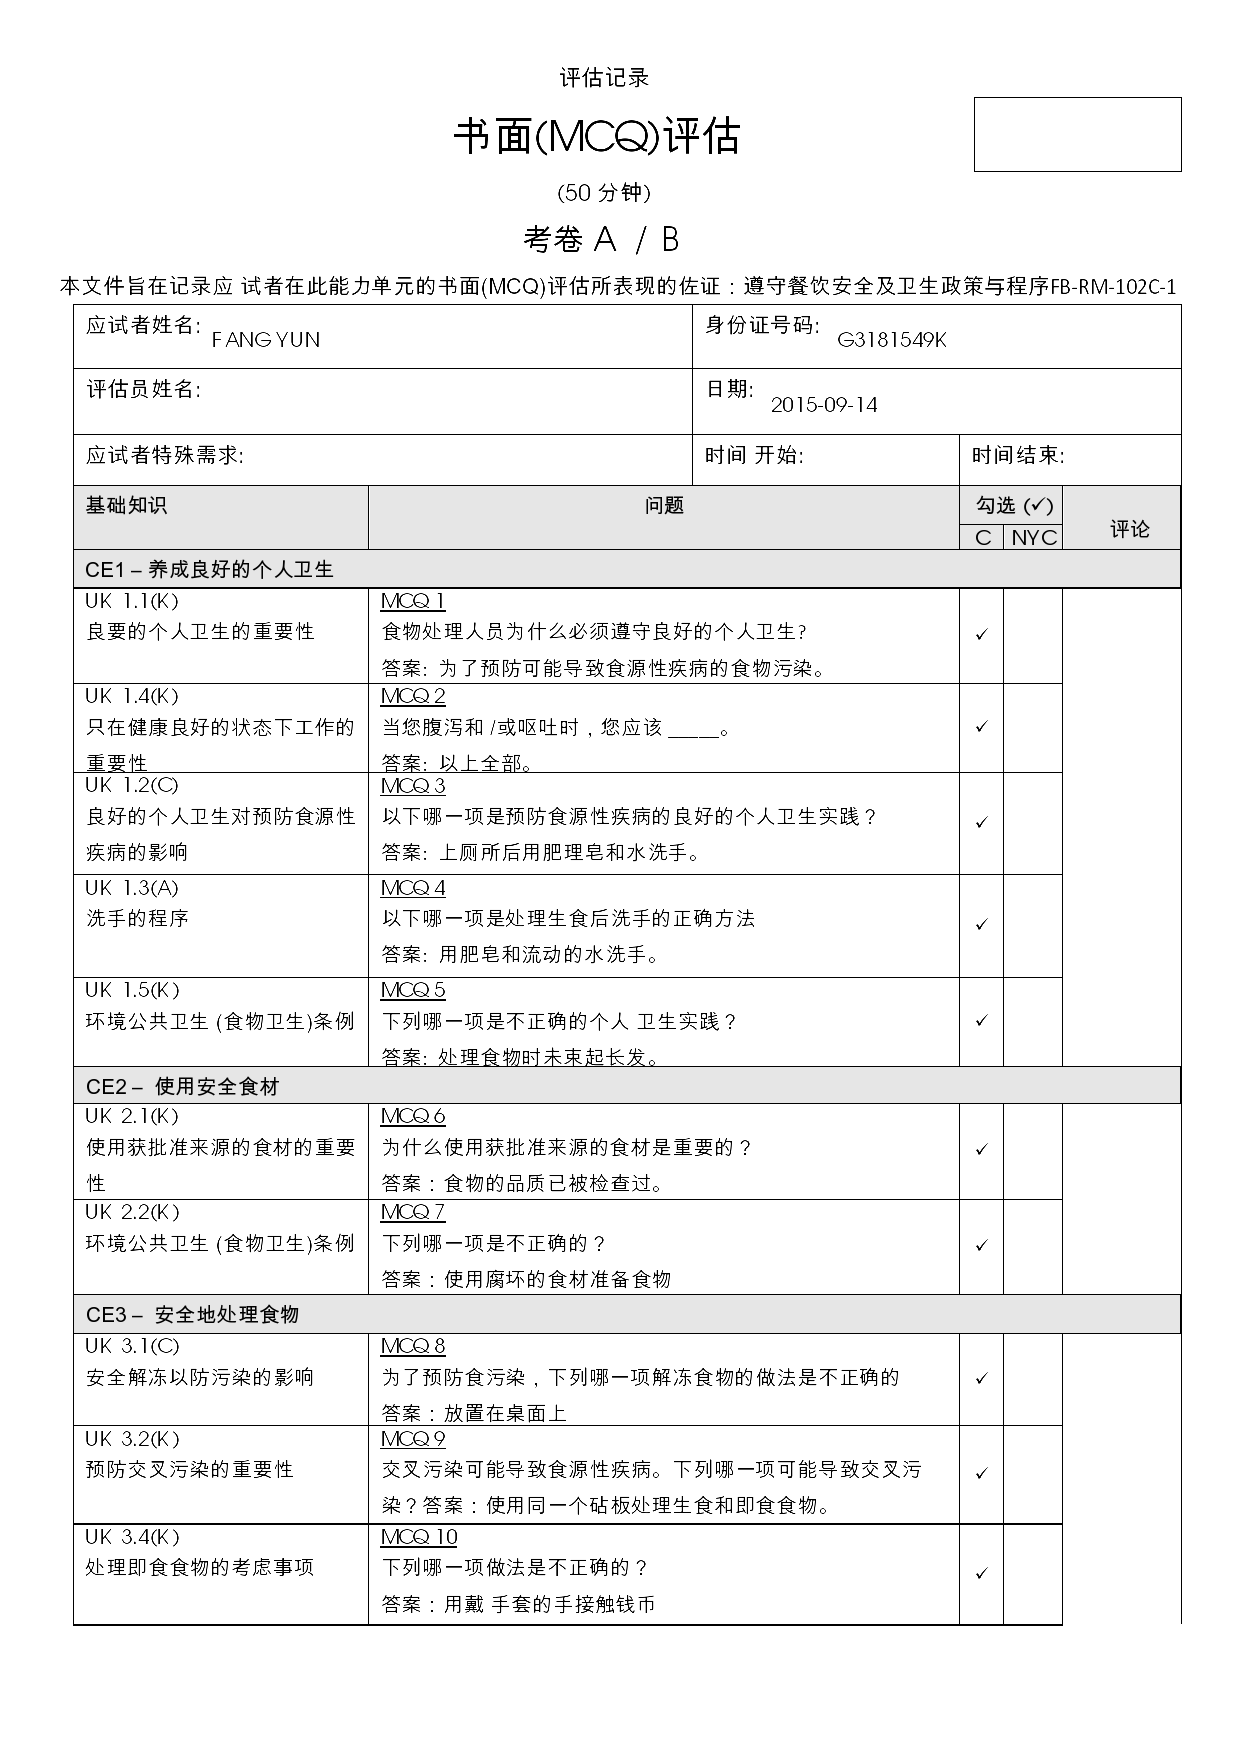 评估记录
书面(MCQ)评估
(50 分钟)
考卷 A / B
本文件旨在记录应 试者在此能力单元的书面(MCQ)评估所表现的佐证：遵守餐饮安全及卫生政策与程序FB-RM-102C-1
应试者姓名: FANG YUN
身份证号码: G3181549K
评估员姓名:
日期: 2015-09-14
应试者特殊需求:
时间 开始:
时间结束:
基础知识
问题
勾选 (✓)
评论
C NYC
CE1 – 养成良好的个人卫生
UK 1.1(K)
良要的个人卫生的重要性
MCQ 1
食物处理人员为什么必须遵守良好的个人卫生?
答案: 为了预防可能导致食源性疾病的食物污染。
✓
UK 1.4(K)
只在健康良好的状态下工作的
重要性
MCQ 2
当您腹泻和 /或呕吐时，您应该 _____。
答案: 以上全部。
✓
UK 1.2(C)
良好的个人卫生对预防食源性
疾病的影响
MCQ 3
以下哪一项是预防食源性疾病的良好的个人卫生实践？
答案: 上厕所后用肥理皂和水洗手。
✓
UK 1.3(A)
洗手的程序
MCQ 4
以下哪一项是处理生食后洗手的正确方法
答案: 用肥皂和流动的水洗手。
✓
UK 1.5(K)
环境公共卫生 (食物卫生)条例
MCQ 5
下列哪一项是不正确的个人 卫生实践？
答案: 处理食物时未束起长发。
✓
CE2 – 使用安全食材
UK 2.1(K)
使用获批准来源的食材的重要
性
MCQ 6
为什么使用获批准来源的食材是重要的？
答案：食物的品质已被检查过。
✓
UK 2.2(K)
环境公共卫生 (食物卫生)条例
MCQ 7
下列哪一项是不正确的？
答案：使用腐坏的食材准备食物
✓
CE3 – 安全地处理食物
UK 3.1(C)
安全解冻以防污染的影响
MCQ 8
为了预防食污染，下列哪一项解冻食物的做法是不正确的
答案：放置在桌面上
✓
UK 3.2(K)
预防交叉污染的重要性
MCQ 9
交叉污染可能导致食源性疾病。下列哪一项可能导致交叉污
染？答案：使用同一个砧板处理生食和即食食物。
✓
UK 3.4(K)
处理即食食物的考虑事项
MCQ 10
下列哪一项做法是不正确的？
答案：用戴 手套的手接触钱币
✓